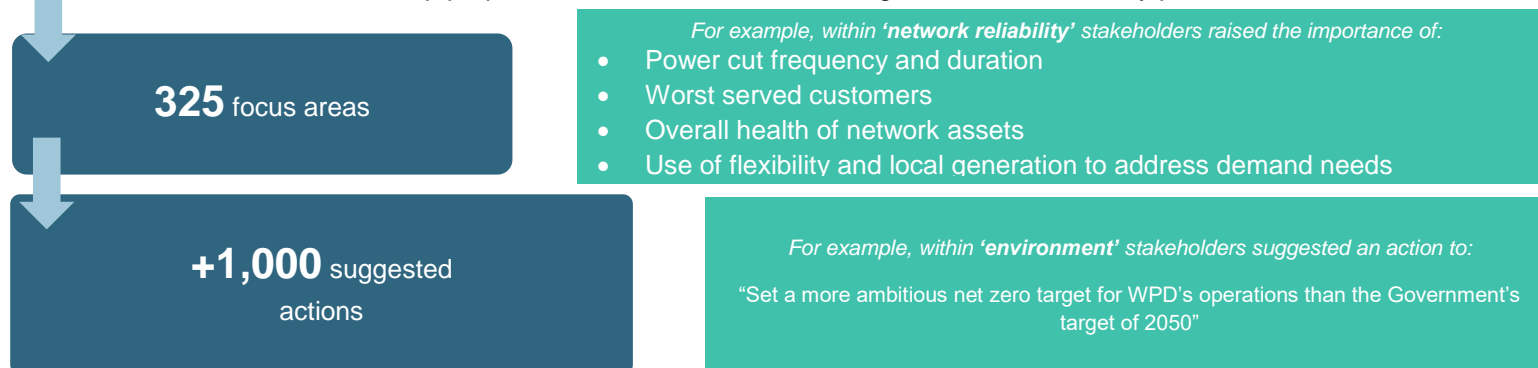 325 focus areas
For example, within ‘network reliability’ stakeholders raised the importance of:
• Power cut frequency and duration
• Worst served customers
• Overall health of network assets
• Use of flexibility and local generation to address demand needs
+1,000 suggested
actions
For example, within ‘environment’ stakeholders suggested an action to:
“Set a more ambitious net zero target for WPD’s operations than the Government’s
target of 2050”